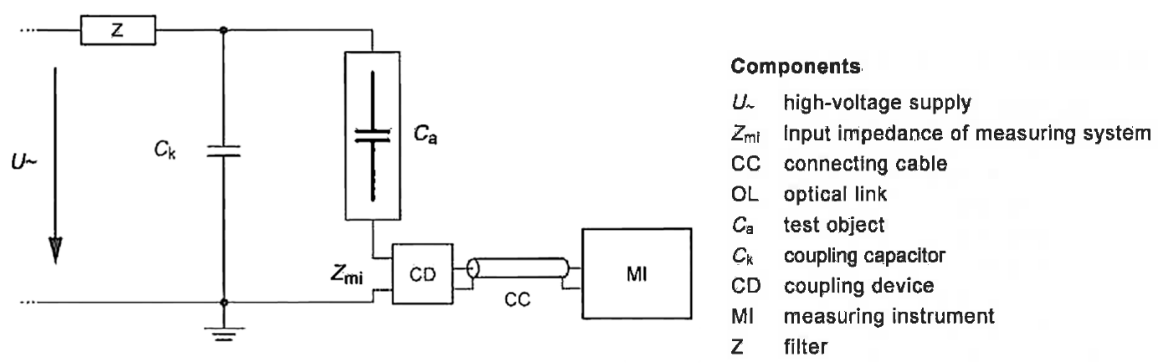 Z
U~
Ck
Ca
Zmi
CD
CC
MI
Components
U~ high-voltage supply
Zmi Input impedance of measuring system
CC connecting cable
OL optical link
Ca test object
Ck coupling capacitor
CD coupling device
MI measuring instrument
Z filter